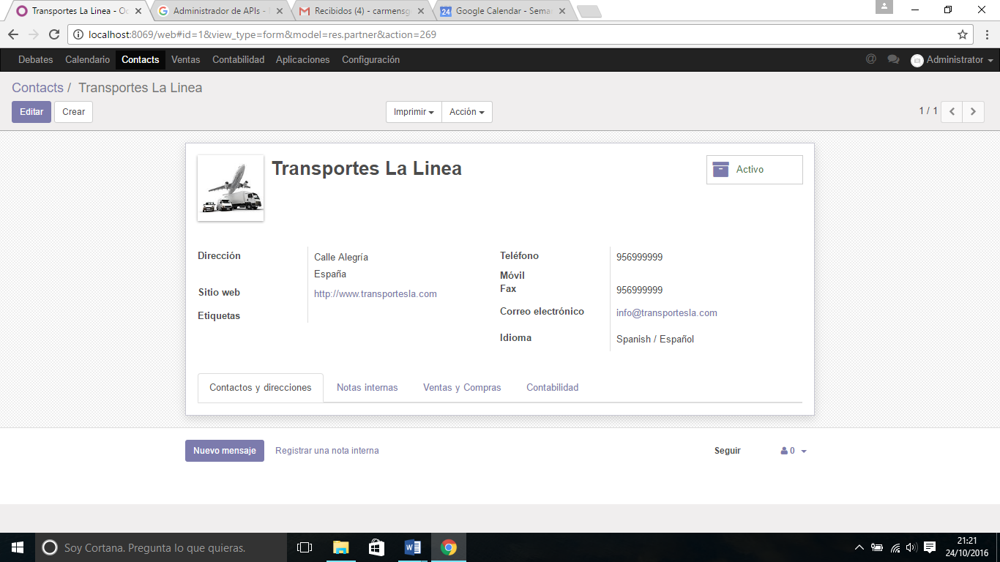 Transportes La Linea - Oc
Administrador de APIs -
Recibidos (4) - carmensg
24 Google Calendar - Sema
localhost:8069/web#id=1&view_type=form&model=res.partner&action=269
Debates Calendario Contacts Ventas Contabilidad Aplicaciones Configuración @ Administrator
Contacts / Transportes La Linea
Editar Crear Imprimir Acción 1 / 1
Transportes La Linea
Activo
Dirección Calle Alegría
España
Sitio web http://www.transportesla.com
Etiquetas
Teléfono 956999999
Móvil
Fax 956999999
Correo electrónico info@transportesla.com
Idioma Spanish / Español
Contactos y direcciones Notas internas Ventas y Compras Contabilidad
Nuevo mensaje Registrar una nota interna Seguir 0
Soy Cortana. Pregunta lo que quieras.
21:21
24/10/2016